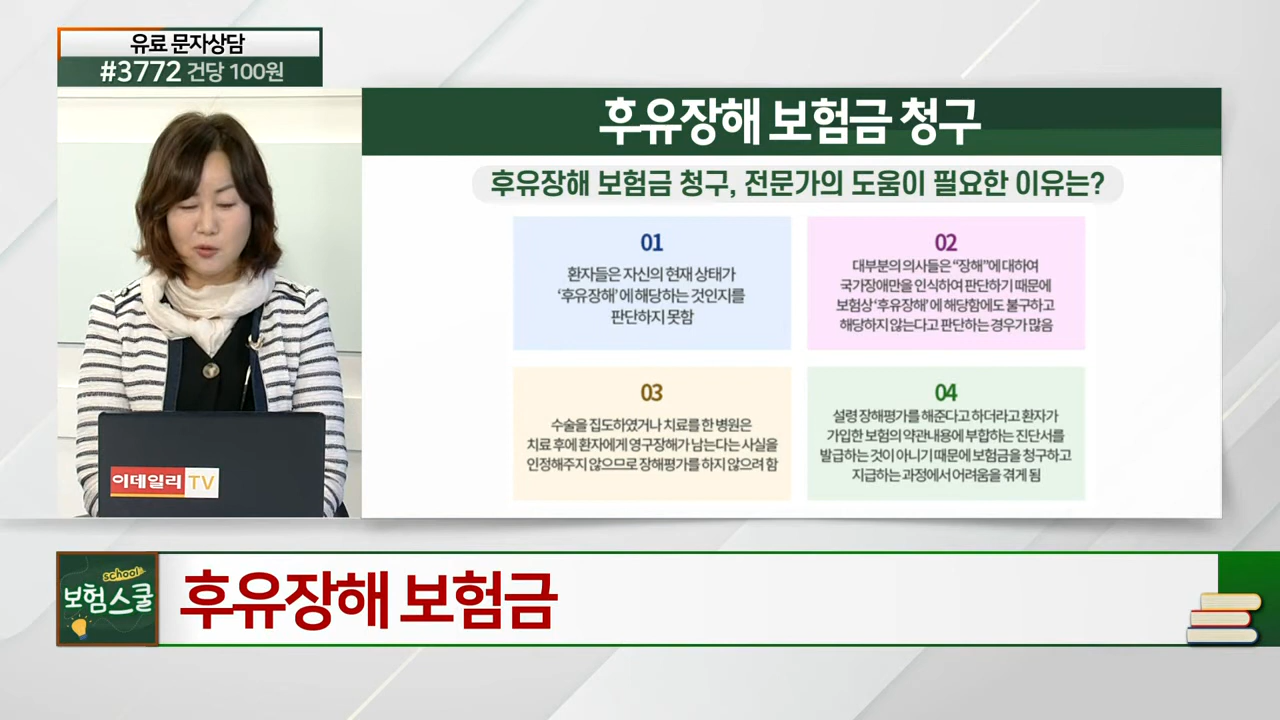 유료 문자상담
#3772 건당 100원
후유장해 보험금 청구
후유장해 보험금 청구, 전문가의 도움이 필요한 이유는?
01
환자들은 자신의 현재 상태가
‘후유장해’에 해당하는 것인지를
판단하지 못함
02
대부분의 의사들은 “장해”에 대하여
국가장애만을 인식하여 판단하기 때문에
보험상 ‘후유장해’에 해당함에도 불구하고
해당하지 않는다고 판단하는 경우가 많음
03
수술을 집도하였거나 치료를 한 병원은
치료 후에 환자에게 영구장해가 남는다는 사실을
인정해주지 않으므로 장해평가를 하지 않으려 함
04
설령 장해평가를 해준다고 하더라고 환자가
가입한 보험의 약관내용에 부합하는 진단서를
발급하는 것이 아니기 때문에 보험금을 청구하고
지급하는 과정에서 어려움을 겪게 됨
이데일리TV
school
보험스쿨
후유장해 보험금